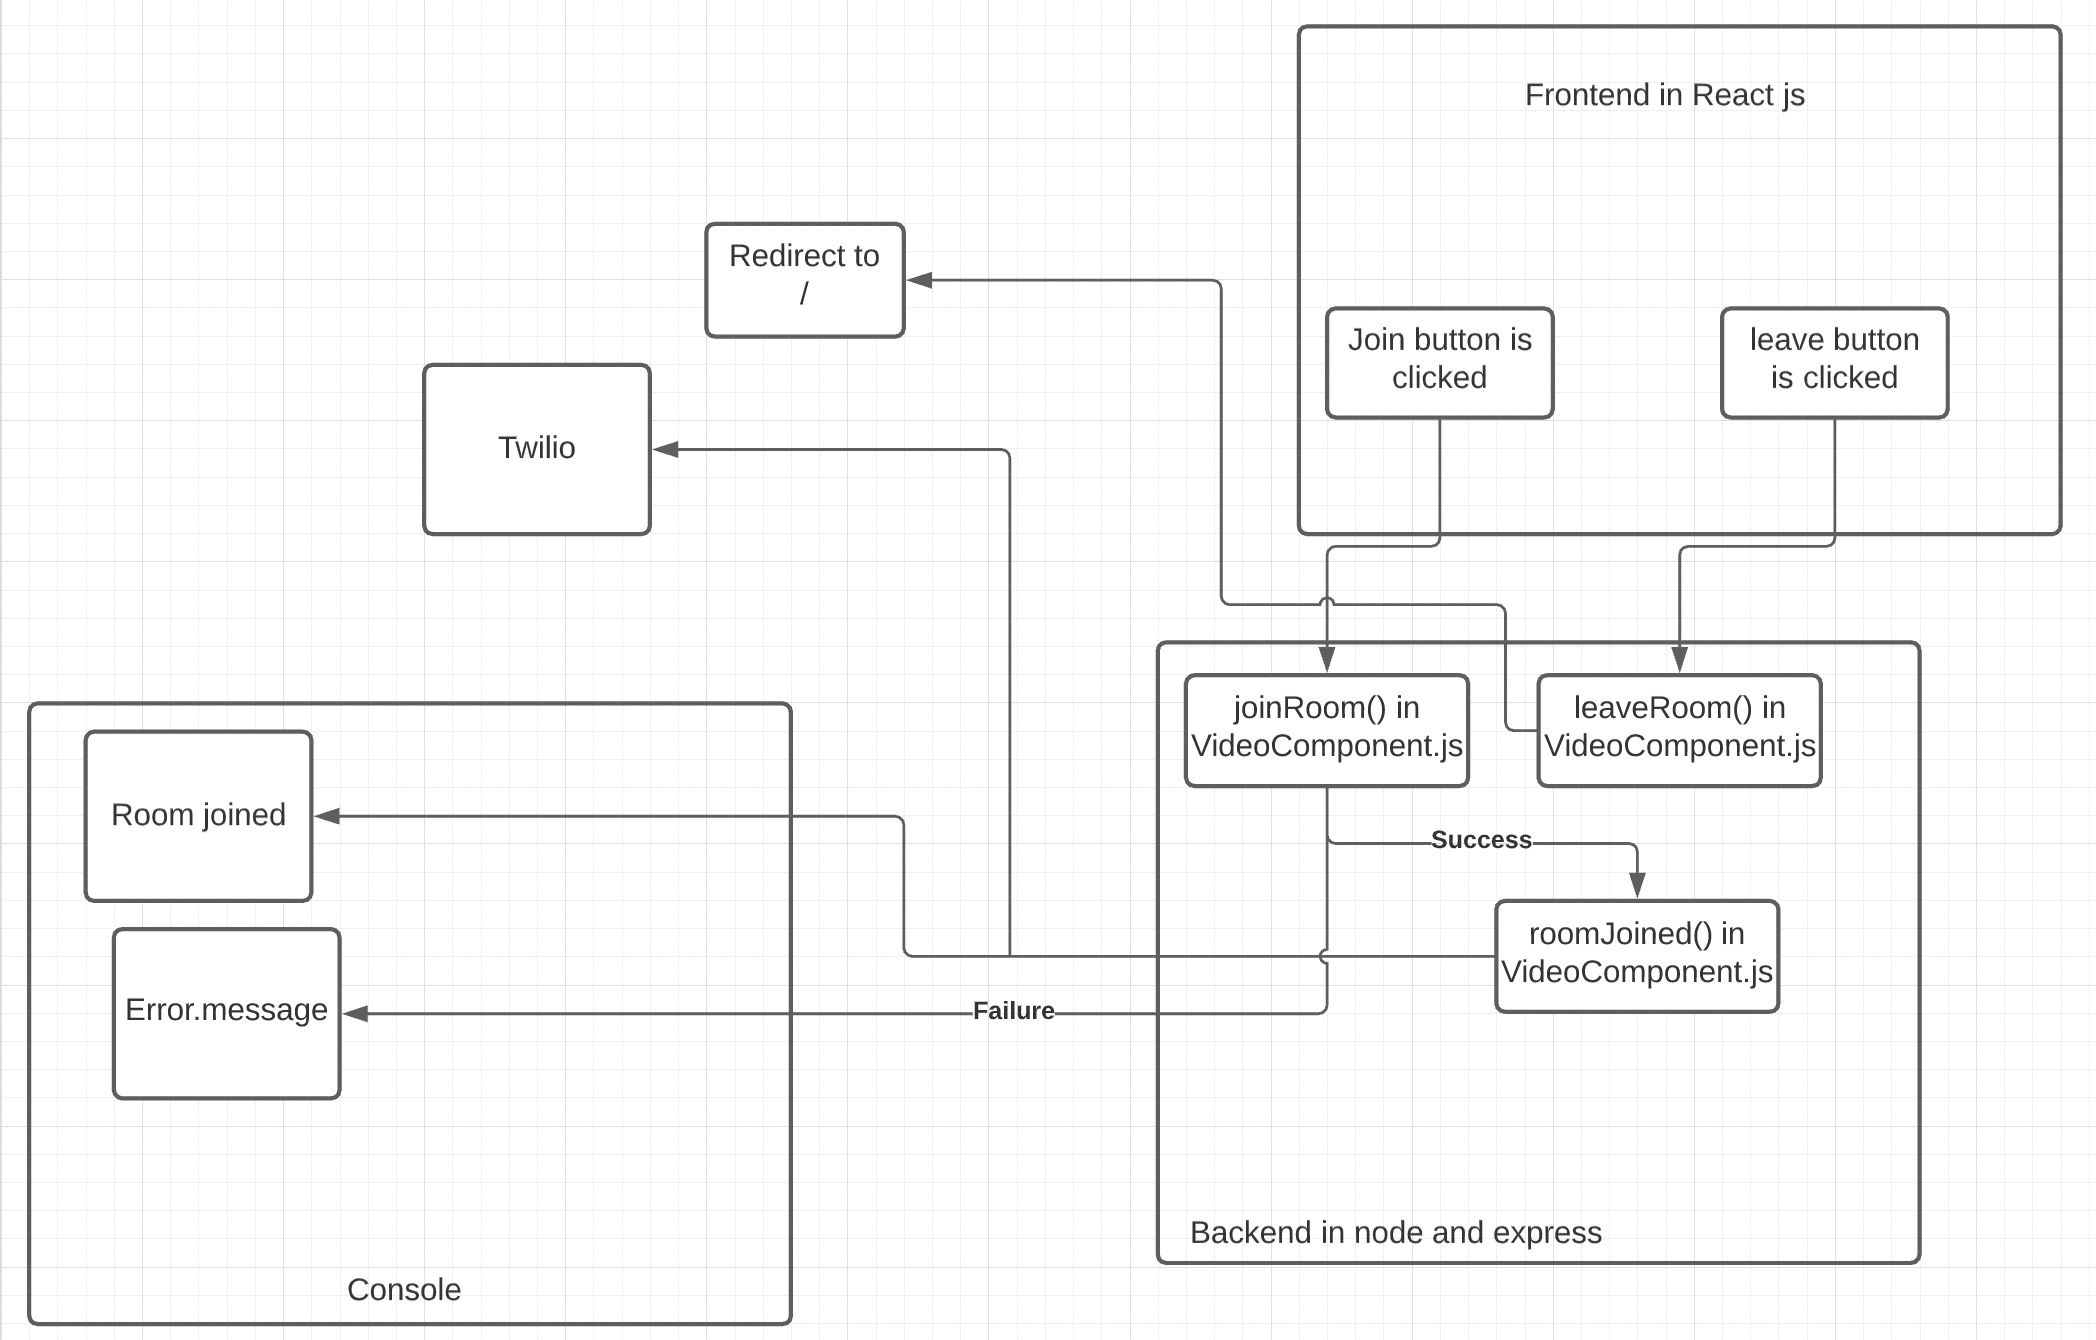 Frontend in React js
Redirect to
/
Join button is
clicked
leave button
is clicked
Twilio
joinRoom() in
VideoComponent.js
leaveRoom() in
VideoComponent.js
Room joined
Success
roomJoined() in
VideoComponent.js
Error.message
Failure
Backend in node and express
Console